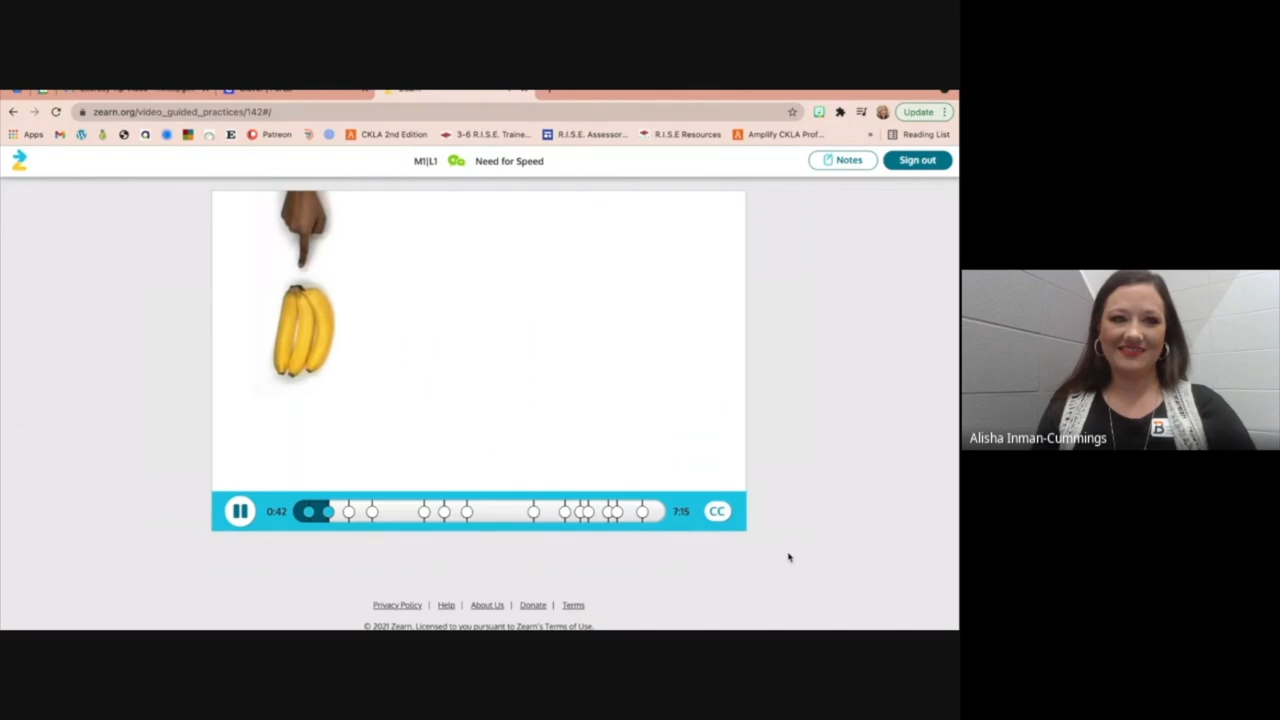 zearn.org/video_guided_practices/142#/
Update
Apps
Patreon
CKLA 2nd Edition
3-6 R.I.S.E. Traine...
R.I.S.E. Assessor...
R.I.S.E Resources
Amplify CKLA Prof...
»
Reading List
M1|L1 Need for Speed
Notes
Sign out
0:42
7:15
CC
Alisha Inman-Cummings
Privacy Policy | Help | About Us | Donate | Terms
© 2021 Zearn. Licensed to you pursuant to Zearn's Terms of Use.